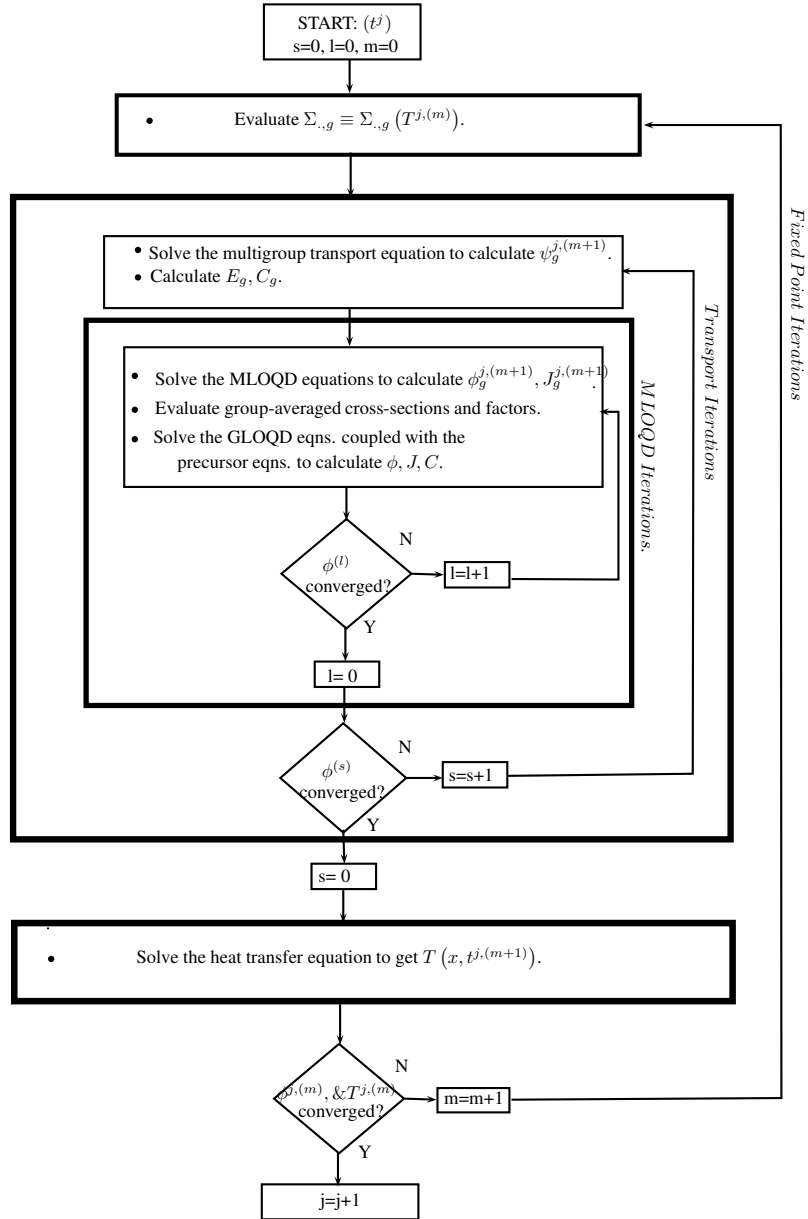 START: (t^j)
s=0, l=0, m=0
• Evaluate Σ_{.,g} ≡ Σ_{.,g} (T^{j,(m)}).
• Solve the multigroup transport equation to calculate ψ_g^{j,(m+1)}.
• Calculate E_g, C_g.
• Solve the MLOQD equations to calculate ϕ_g^{j,(m+1)}, J_g^{j,(m+1)}.
• Evaluate group-averaged cross-sections and factors.
• Solve the GLOQD eqns. coupled with the
precursor eqns. to calculate ϕ, J, C.
ϕ^{(l)}
converged?
N
l=l+1
Y
l= 0
MLOQD Iterations.
ϕ^{(s)}
converged?
N
s=s+1
Y
Transport Iterations
s= 0
• Solve the heat transfer equation to get T (x, t^{j,(m+1)}).
ϕ^{j,(m)}, &T^{j,(m)}
converged?
N
m=m+1
Y
Fixed Point Iterations
j=j+1